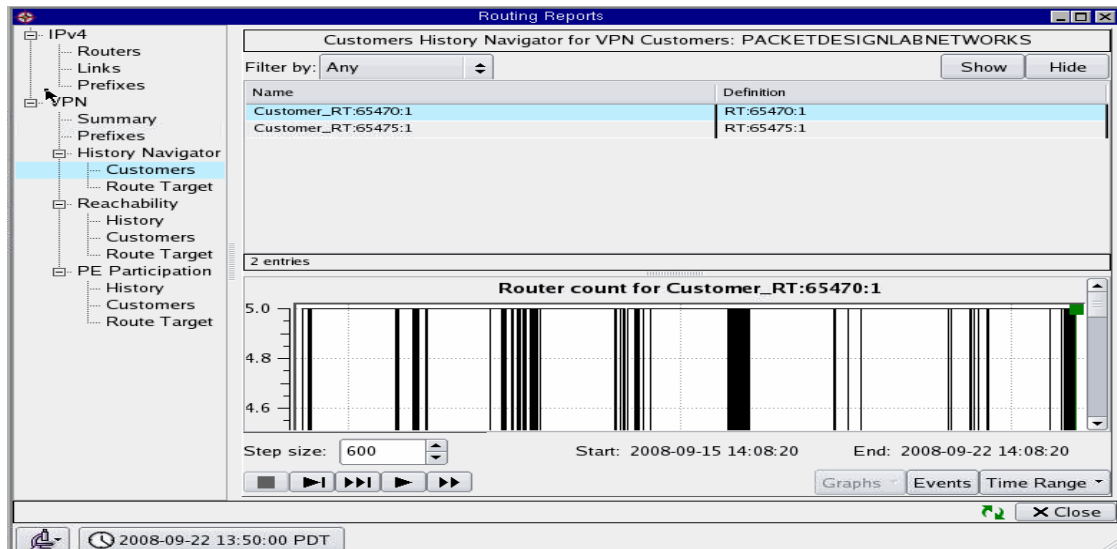 Routing Reports
IPv4
Routers
Links
Prefixes
VPN
Summary
Prefixes
History Navigator
Customers
Route Target
Reachability
History
Customers
Route Target
PE Participation
History
Customers
Route Target
Customers History Navigator for VPN Customers: PACKETDESIGNLABNETWORKS
Filter by: Any Show Hide
Name Definition
Customer_RT:65470:1 RT:65470:1
Customer_RT:65475:1 RT:65475:1
2 entries
Router count for Customer_RT:65470:1
5.0
4.8
4.6
Step size: 600 Start: 2008-09-15 14:08:20 End: 2008-09-22 14:08:20
Graphs Events Time Range
Close
2008-09-22 13:50:00 PDT